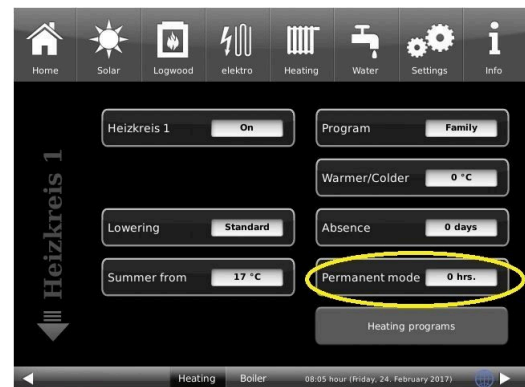 Home Solar Logwood elektro Heating Water Settings Info
Heizkreis 1
Heizkreis 1 On
Program Family
Warmer/Colder 0 °C
Lowering Standard
Absence 0 days
Summer from 17 °C
Permanent mode 0 hrs.
Heating programs
Heating Boiler 08:05 hour (Friday, 24. February 2017)